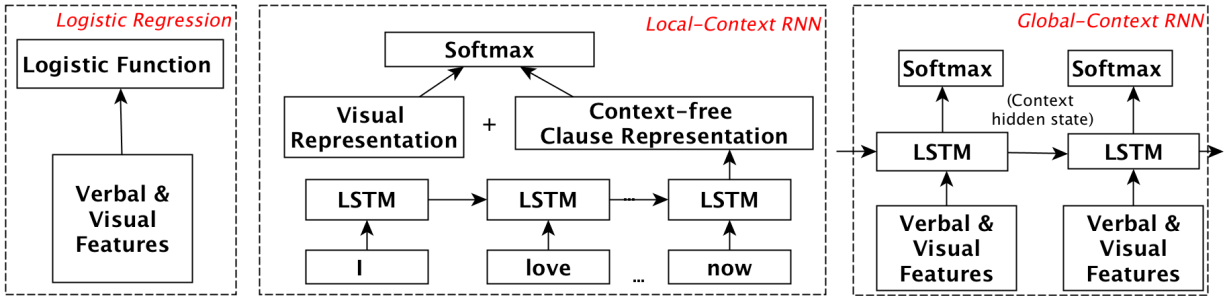 Logistic Regression
Logistic Function
Verbal &
Visual
Features
Local-Context RNN
Softmax
Visual
Representation
+
Context-free
Clause Representation
LSTM
LSTM
...
LSTM
I
love
...
now
Global-Context RNN
Softmax
Softmax
(Context
hidden state)
LSTM
LSTM
Verbal &
Visual
Features
Verbal &
Visual
Features